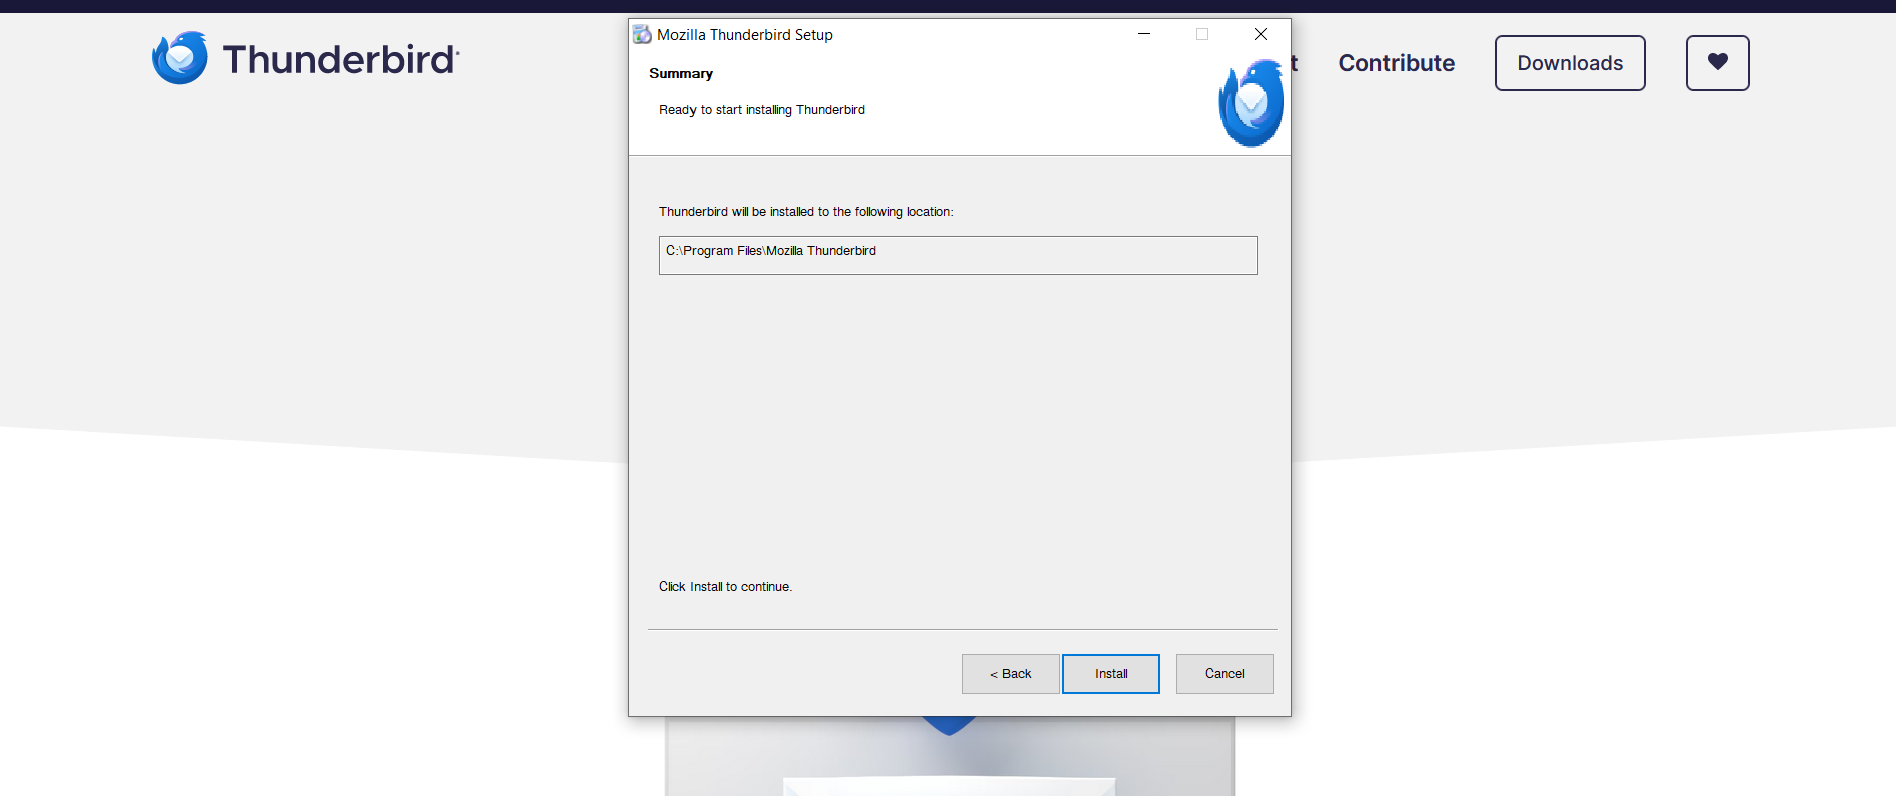 Thunderbird
Mozilla Thunderbird Setup
Contribute
Downloads
Summary
Ready to start installing Thunderbird
Thunderbird will be installed to the following location:
C:\Program Files\Mozilla Thunderbird
Click Install to continue.
< Back
Install
Cancel